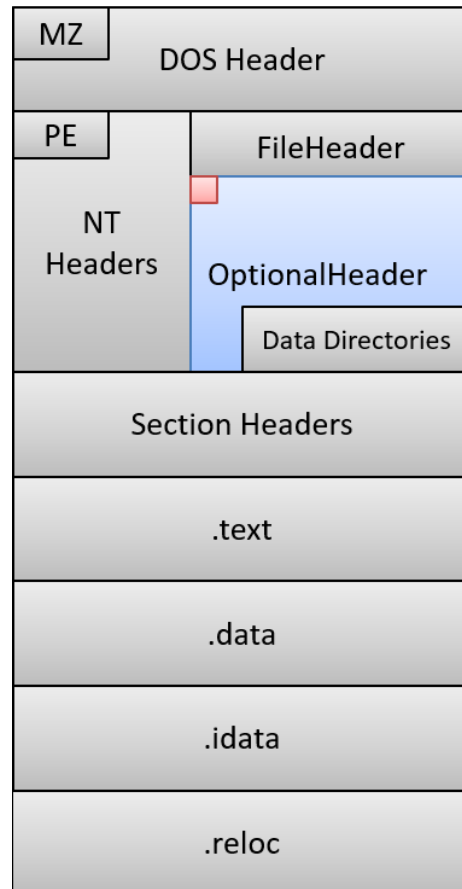 MZ
DOS Header
PE
FileHeader
NT
Headers
OptionalHeader
Data Directories
Section Headers
.text
.data
.idata
.reloc